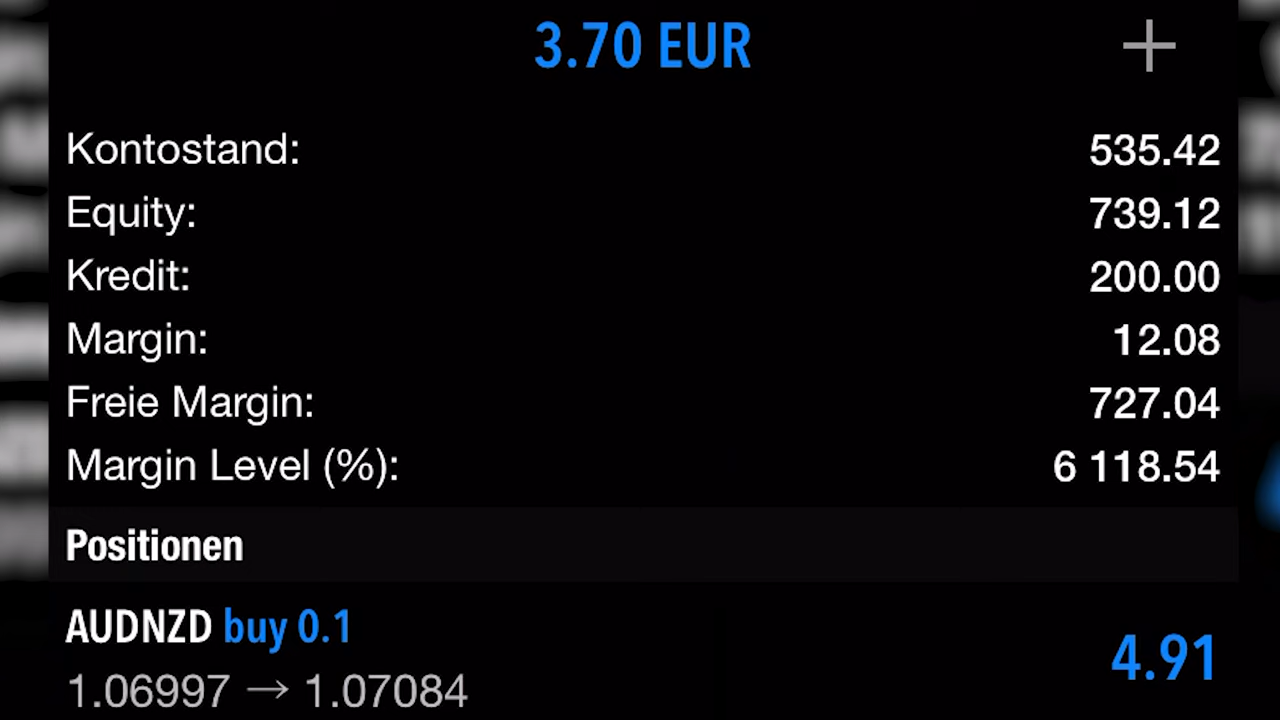 3.70 EUR
Kontostand: 535.42
Equity: 739.12
Kredit: 200.00
Margin: 12.08
Freie Margin: 727.04
Margin Level (%): 6 118.54
Positionen
AUDNZD buy 0.1 4.91
1.06997 → 1.07084